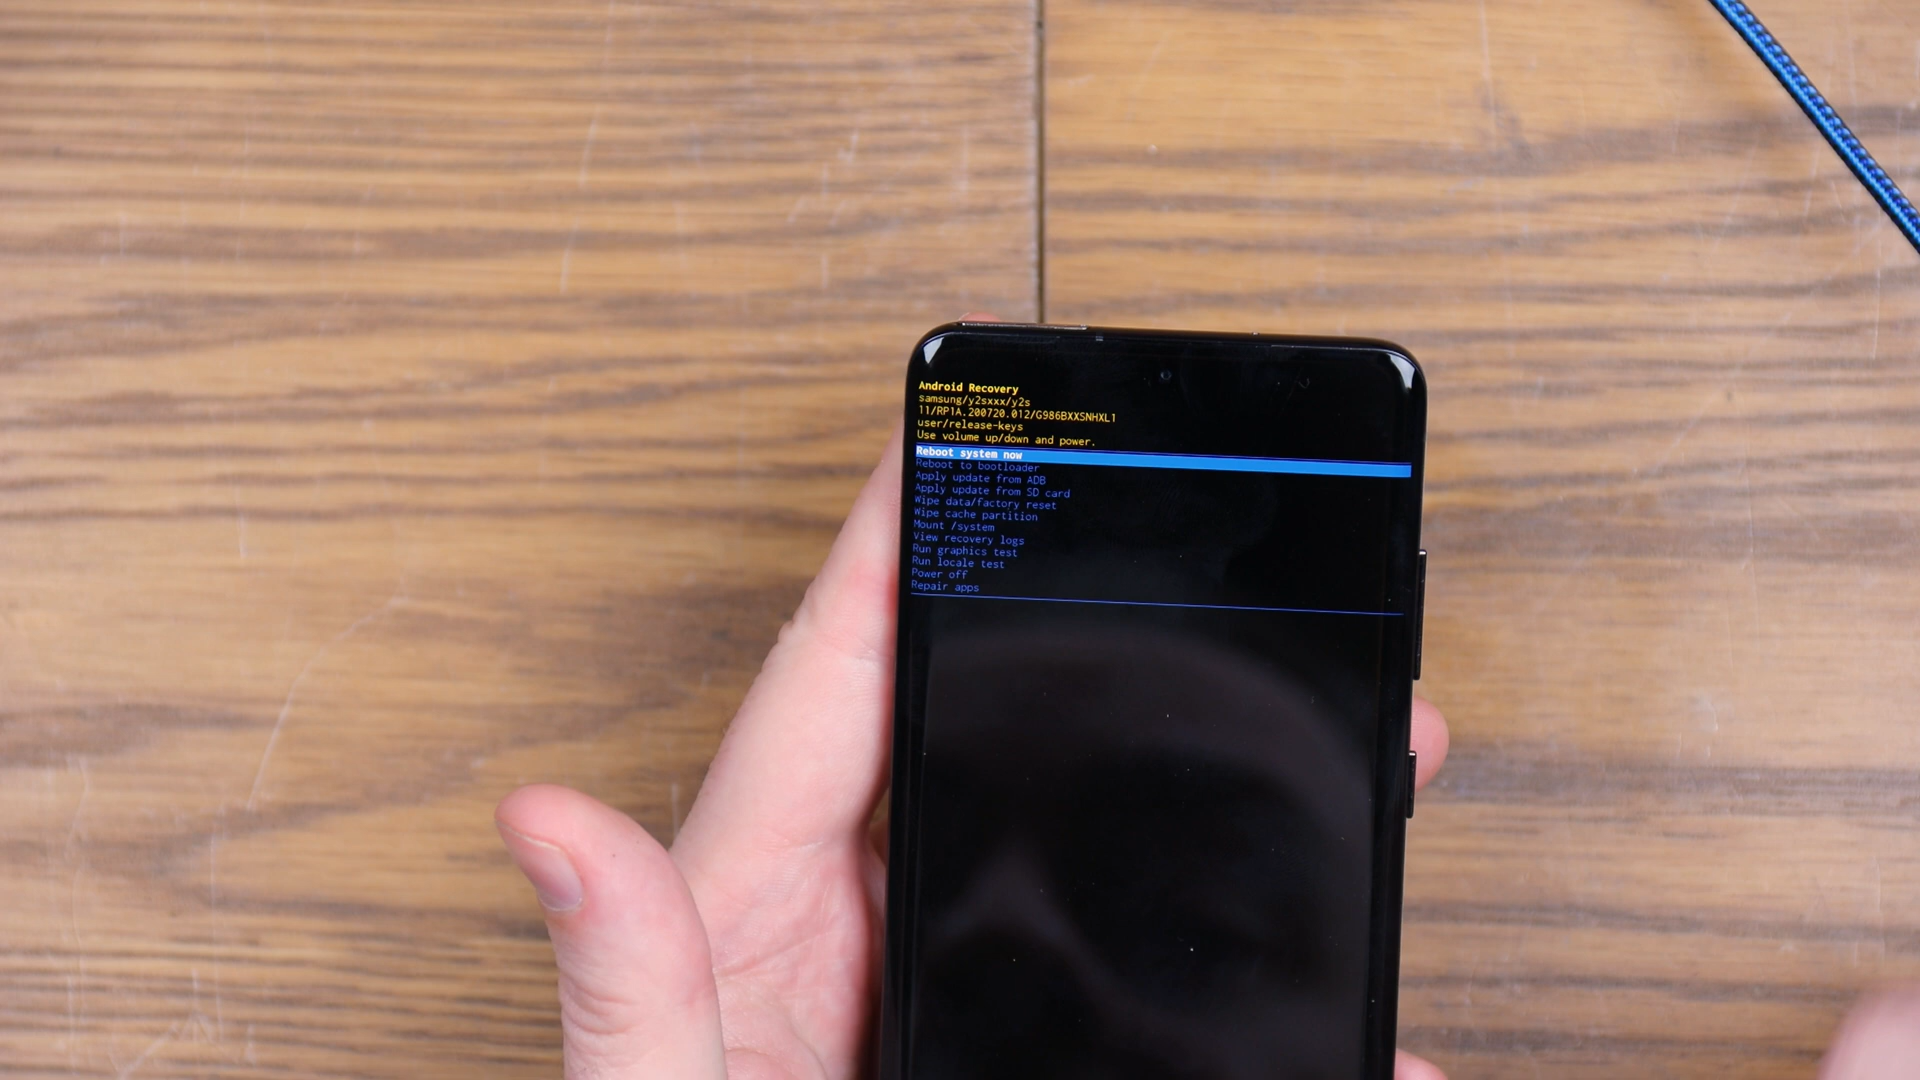 Android Recovery
samsung/y2sxxx/y2s
11/RP1A.200720.012/G986BXXSNHXL1
user/release-keys
Use volume up/down and power.
Reboot system now
Reboot to bootloader
Apply update from ADB
Apply update from SD card
Wipe data/factory reset
Wipe cache partition
Mount /system
View recovery logs
Run graphics test
Run locale test
Power off
Repair apps